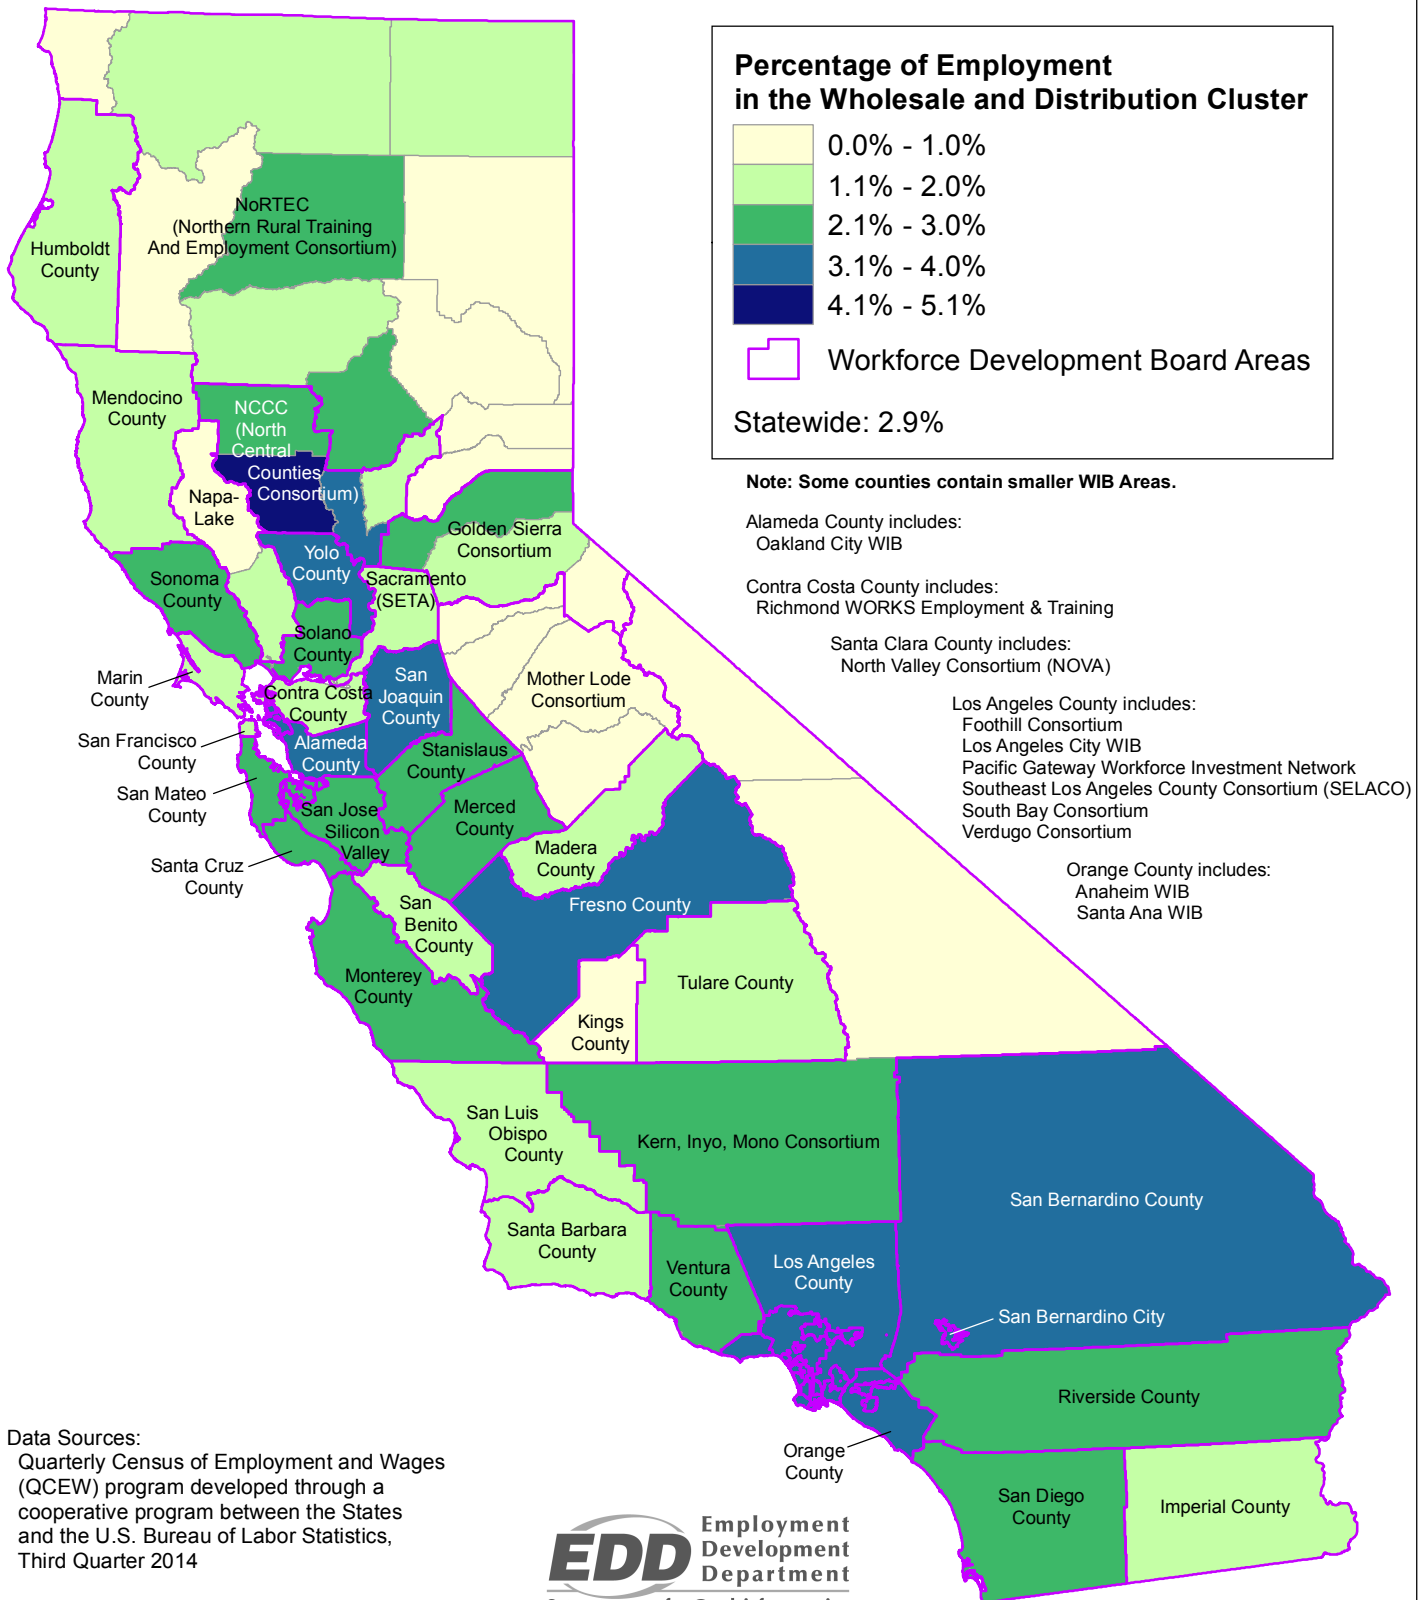 Percentage of Employment
in the Wholesale and Distribution Cluster
0.0% - 1.0%
1.1% - 2.0%
2.1% - 3.0%
3.1% - 4.0%
4.1% - 5.1%
Workforce Development Board Areas
Statewide: 2.9%
Note: Some counties contain smaller WIB Areas.
Alameda County includes:
Oakland City WIB
Contra Costa County includes:
Richmond WORKS Employment & Training
Santa Clara County includes:
North Valley Consortium (NOVA)
Los Angeles County includes:
Foothill Consortium
Los Angeles City WIB
Pacific Gateway Workforce Investment Network
Southeast Los Angeles County Consortium (SELACO)
South Bay Consortium
Verdugo Consortium
Orange County includes:
Anaheim WIB
Santa Ana WIB
NoRTEC
(Northern Rural Training
And Employment Consortium)
Humboldt
County
Mendocino
County
NCCC
(North
Central
Counties
Consortium)
Napa-
Lake
Golden Sierra
Consortium
Yolo
County
Sonoma
County
Sacramento
(SETA)
Solano
County
Marin
County
Contra Costa
County
San
Joaquin
County
Mother Lode
Consortium
San Francisco
County
Alameda
County
Stanislaus
County
San Mateo
County
San Jose
Silicon
Valley
Merced
County
Santa Cruz
County
Madera
County
San
Benito
County
Fresno County
Monterey
County
Tulare County
Kings
County
San Luis
Obispo
County
Kern, Inyo, Mono Consortium
San Bernardino County
Santa Barbara
County
Ventura
County
Los Angeles
County
San Bernardino City
Riverside County
Orange
County
San Diego
County
Imperial County
Data Sources:
Quarterly Census of Employment and Wages
(QCEW) program developed through a
cooperative program between the States
and the U.S. Bureau of Labor Statistics,
Third Quarter 2014
EDD
Employment
Development
Department